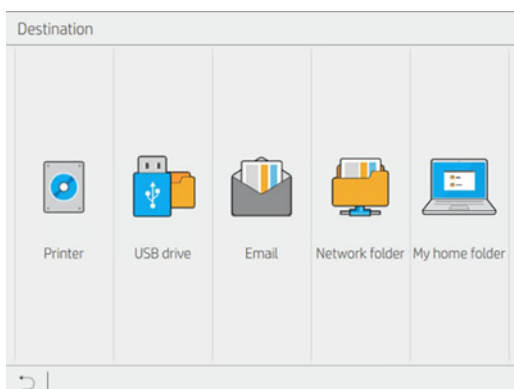 Destination
Printer
USB drive
Email
Network folder
My home folder